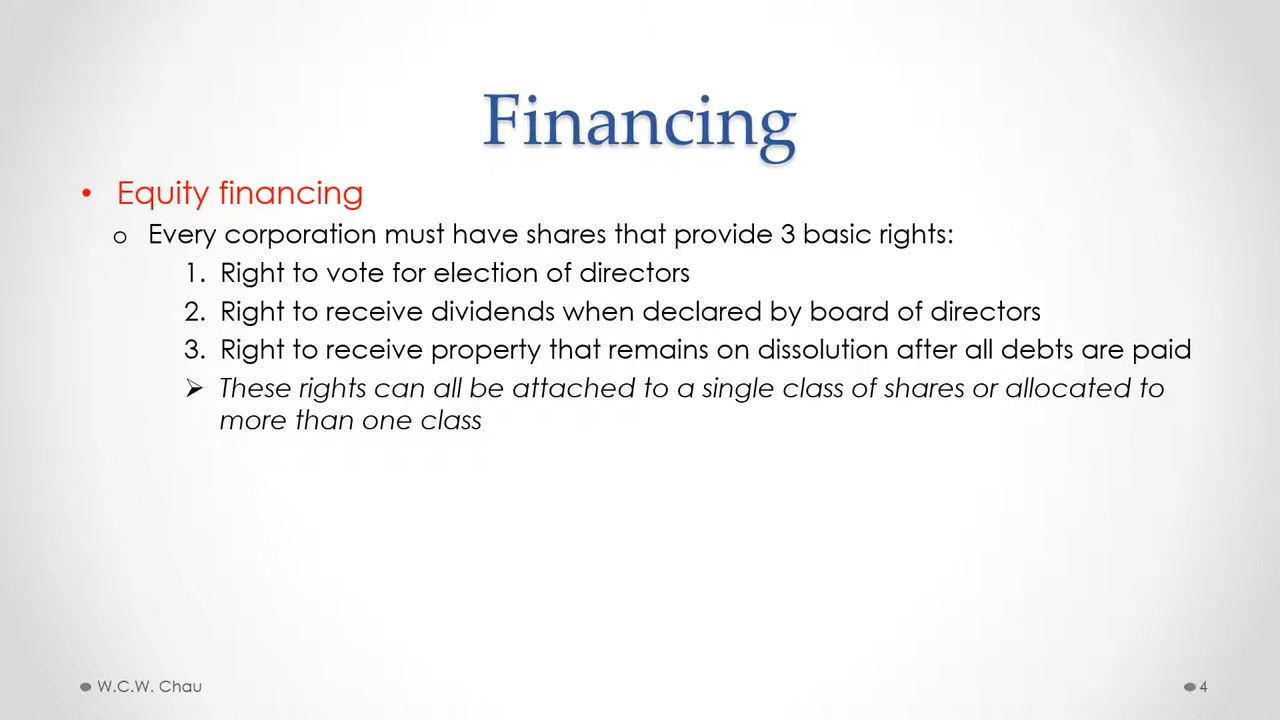 Financing
• Equity financing
o Every corporation must have shares that provide 3 basic rights:
1. Right to vote for election of directors
2. Right to receive dividends when declared by board of directors
3. Right to receive property that remains on dissolution after all debts are paid
➢ These rights can all be attached to a single class of shares or allocated to
more than one class
● W.C.W. Chau
● 4